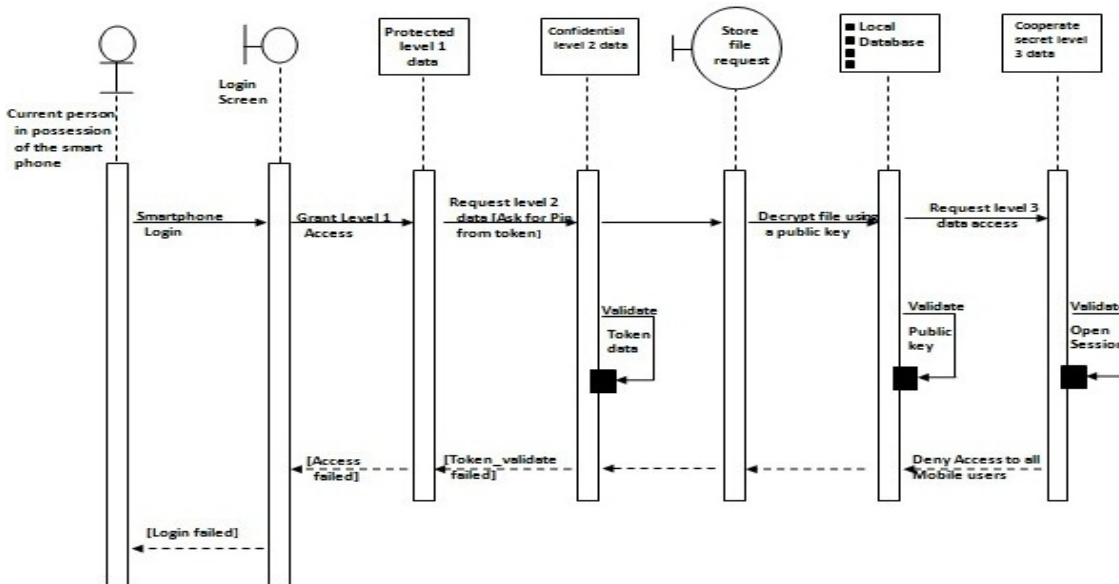 Current person
in possession
of the smart
phone
Login
Screen
Protected
level 1
data
Confidential
level 2 data
Store
file
request
Local
Database
Cooperate
secret level
3 data
Smartphone
Login
Grant Level 1
Access
Request level 2
data [Ask for Pin
from token]
Decrypt file using
a public key
Request level 3
data access
Validate
Token
data
Validate
Public
key
Validate
Open
Session
[Access
failed]
[Token_validate
failed]
Deny Access to all
Mobile users
[Login failed]